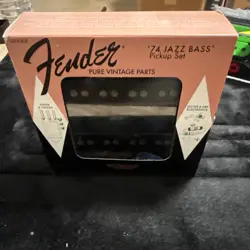 Fender
PURE VINTAGE PARTS
'74 JAZZ BASS®
Pickup Set